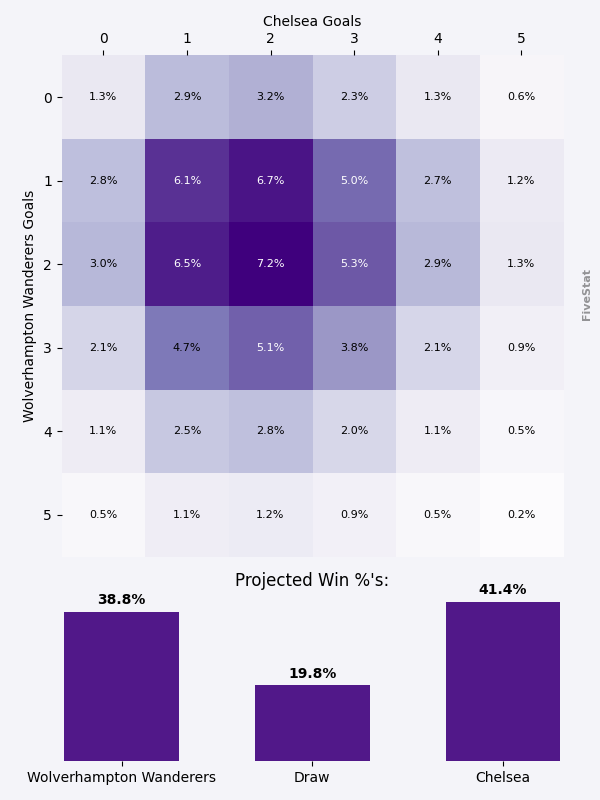 Chelsea Goals
0 1 2 3 4 5
Wolverhampton Wanderers Goals
0 1.3% 2.9% 3.2% 2.3% 1.3% 0.6%
1 2.8% 6.1% 6.7% 5.0% 2.7% 1.2%
2 3.0% 6.5% 7.2% 5.3% 2.9% 1.3%
3 2.1% 4.7% 5.1% 3.8% 2.1% 0.9%
4 1.1% 2.5% 2.8% 2.0% 1.1% 0.5%
5 0.5% 1.1% 1.2% 0.9% 0.5% 0.2%
FiveStat
Projected Win %'s:
38.8% 19.8% 41.4%
Wolverhampton Wanderers Draw Chelsea